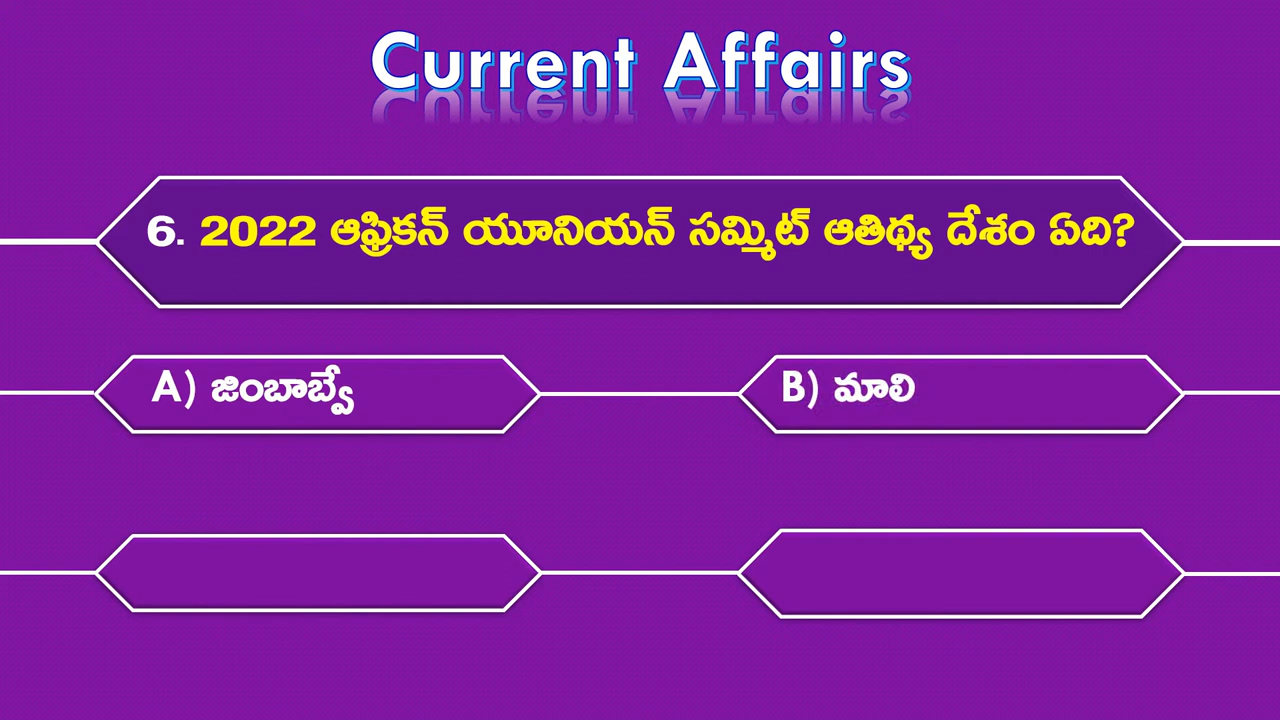 Current Affairs
6. 2022 ఆఫ్రికన్ యూనియన్ సమ్మిట్ ఆతిథ్య దేశం ఏది?
A) జింబాబ్వే
B) మాలి